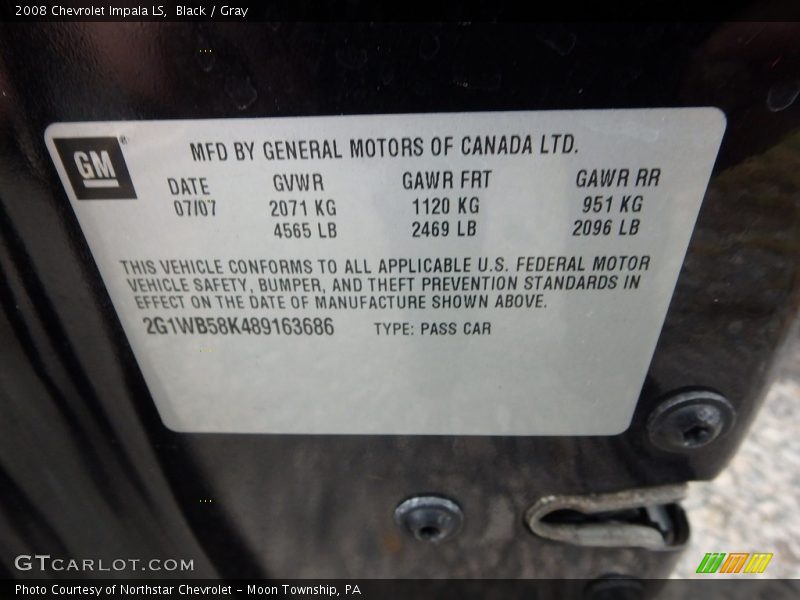 2008 Chevrolet Impala LS, Black / Gray
GM
MFD BY GENERAL MOTORS OF CANADA LTD.
DATE GVWR GAWR FRT GAWR RR
07/07 2071 KG 1120 KG 951 KG
4565 LB 2469 LB 2096 LB
THIS VEHICLE CONFORMS TO ALL APPLICABLE U.S. FEDERAL MOTOR
VEHICLE SAFETY, BUMPER, AND THEFT PREVENTION STANDARDS IN
EFFECT ON THE DATE OF MANUFACTURE SHOWN ABOVE.
2G1WB58K489163686 TYPE: PASS CAR
GTCARLOT.COM
Photo Courtesy of Northstar Chevrolet - Moon Township, PA